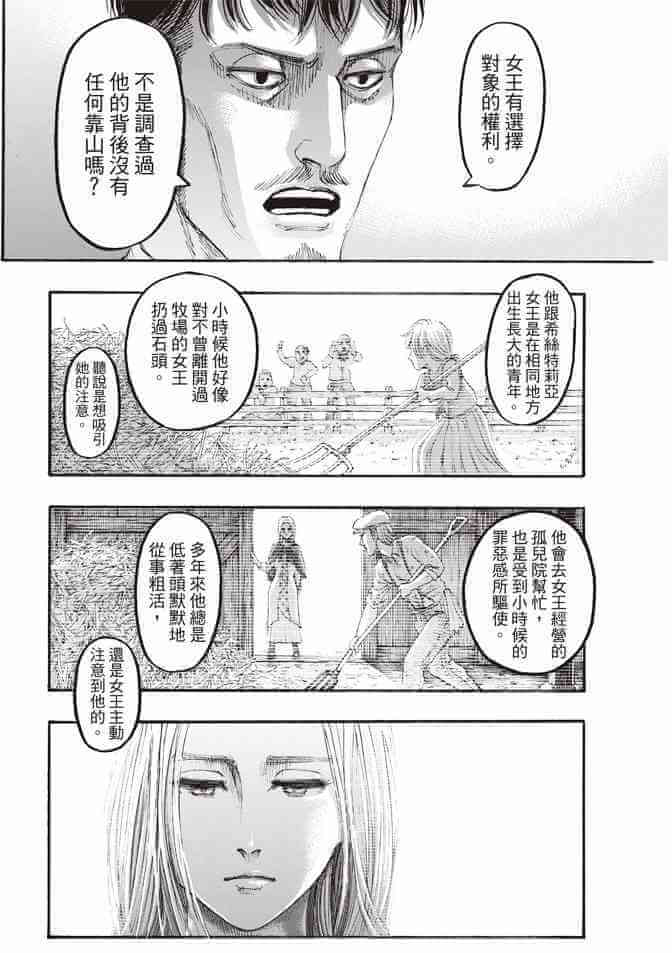 女王有選擇
對象的權利。
不是調查過
他的背後沒有
任何靠山嗎？
他跟希絲特莉亞
女王是在相同地方
出生長大的青年。
小時候他好像
對不曾離開過
牧場的女王
扔過石頭。
聽說是想吸引
她的注意。
他會去女王經營的
孤兒院幫忙，
也是受到小時候的
罪惡感所驅使。
多年來他總是
低著頭默默地
從事粗活，
還是女王主動
注意到他的。